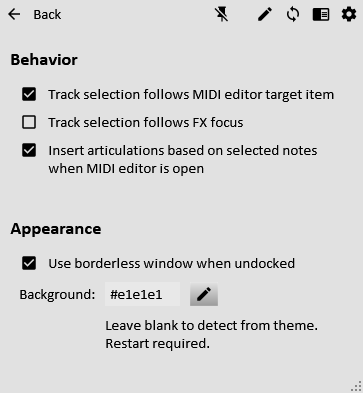 Back
Behavior
Track selection follows MIDI editor target item
Track selection follows FX focus
Insert articulations based on selected notes
when MIDI editor is open
Appearance
Use borderless window when undocked
Background: #e1e1e1
Leave blank to detect from theme.
Restart required.